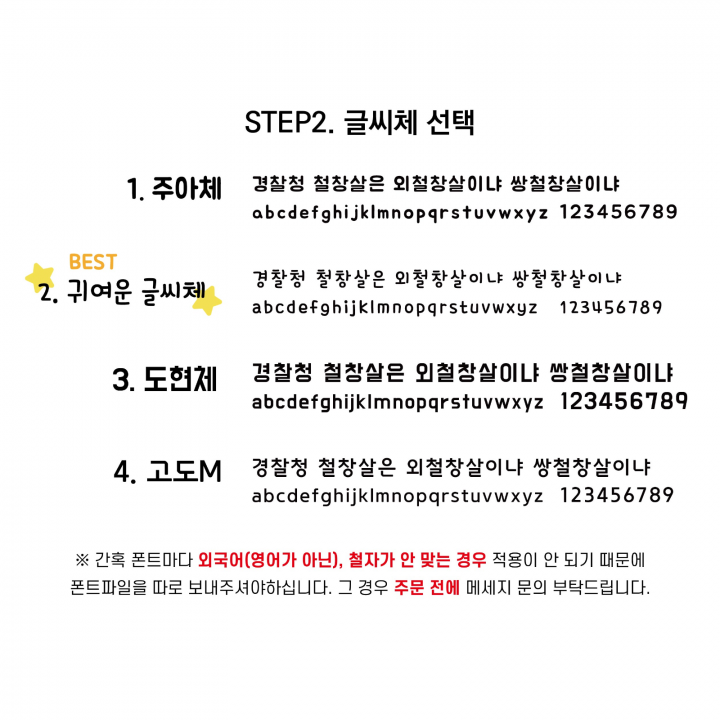 STEP2. 글씨체 선택
1. 주아체
경찰청 철창살은 외철창살이냐 쌍철창살이냐
abcdefghijklmnopqrstuvwxyz 123456789
BEST
2. 귀여운 글씨체
경찰청 철창살은 외철창살이냐 쌍철창살이냐
abcdefghijklmnopqrstuvwxyz 123456789
3. 도현체
경찰청 철창살은 외철창살이냐 쌍철창살이냐
abcdefghijklmnopqrstuvwxyz 123456789
4. 고도M
경찰청 철창살은 외철창살이냐 쌍철창살이냐
abcdefghijklmnopqrstuvwxyz 123456789
※ 간혹 폰트마다 외국어(영어가 아닌), 철자가 안 맞는 경우 적용이 안 되기 때문에
폰트파일을 따로 보내주셔야하십니다. 그 경우 주문 전에 메세지 문의 부탁드립니다.